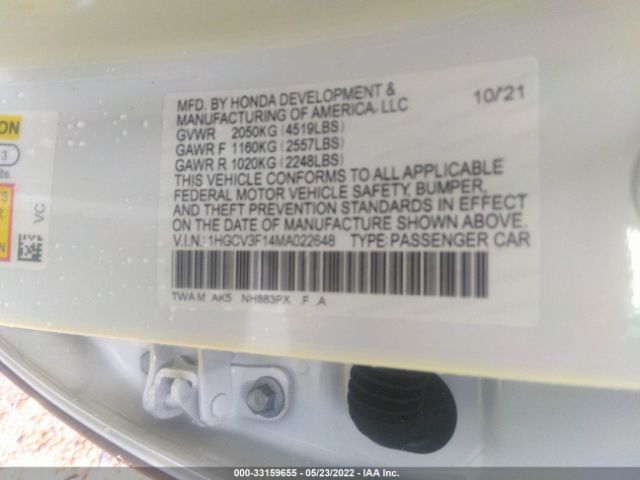 MFD. BY HONDA DEVELOPMENT & 10/21
MANUFACTURING OF AMERICA, LLC
GVWR 2050KG (4519LBS)
GAWR F 1160KG (2557LBS)
GAWR R 1020KG (2248LBS)
THIS VEHICLE CONFORMS TO ALL APPLICABLE
FEDERAL MOTOR VEHICLE SAFETY, BUMPER,
AND THEFT PREVENTION STANDARDS IN EFFECT
ON THE DATE OF MANUFACTURE SHOWN ABOVE.
V.I.N.: 1HGCV3F14MA022648 TYPE: PASSENGER CAR
TWAM AK5 NH883PX F A
VC
000-33159655 - 05/23/2022 - IAA Inc.